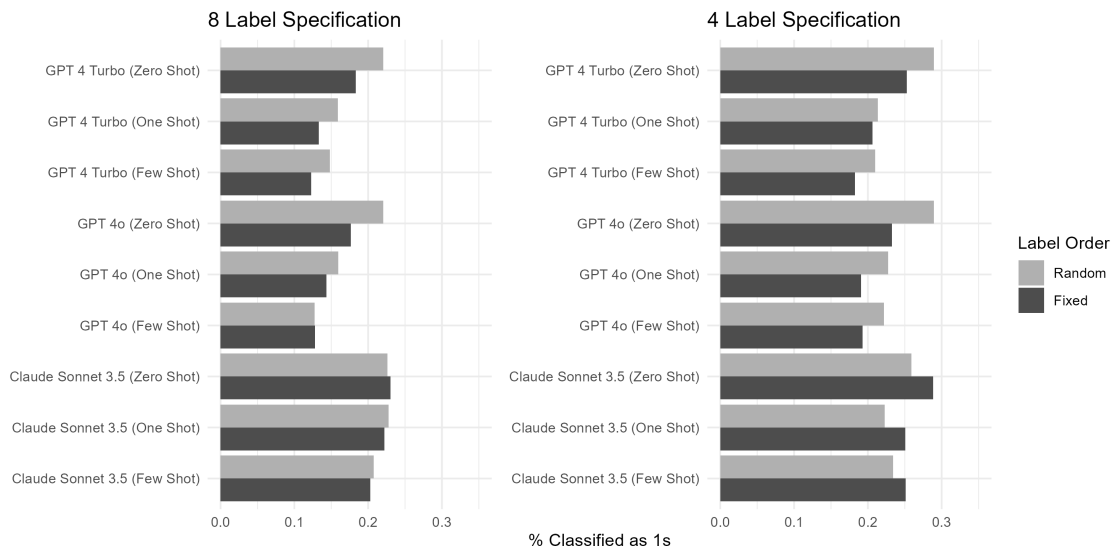 8 Label Specification
GPT 4 Turbo (Zero Shot)
GPT 4 Turbo (One Shot)
GPT 4 Turbo (Few Shot)
GPT 4o (Zero Shot)
GPT 4o (One Shot)
GPT 4o (Few Shot)
Claude Sonnet 3.5 (Zero Shot)
Claude Sonnet 3.5 (One Shot)
Claude Sonnet 3.5 (Few Shot)
0.0 0.1 0.2 0.3
4 Label Specification
GPT 4 Turbo (Zero Shot)
GPT 4 Turbo (One Shot)
GPT 4 Turbo (Few Shot)
GPT 4o (Zero Shot)
GPT 4o (One Shot)
GPT 4o (Few Shot)
Claude Sonnet 3.5 (Zero Shot)
Claude Sonnet 3.5 (One Shot)
Claude Sonnet 3.5 (Few Shot)
0.0 0.1 0.2 0.3
% Classified as 1s
Label Order
Random
Fixed